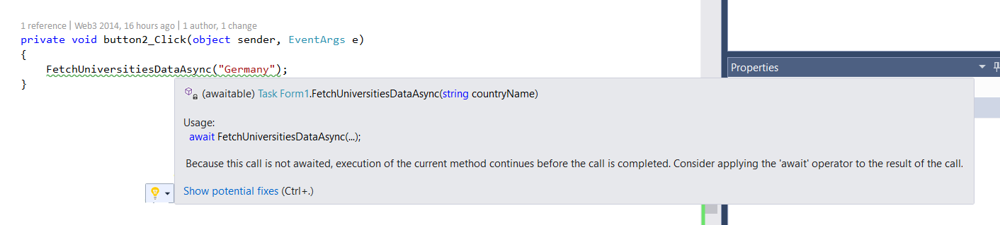 1 reference | Web3 2014, 16 hours ago | 1 author, 1 change
private void button2_Click(object sender, EventArgs e)
{
FetchUniversitiesDataAsync("Germany");
}
Properties
(awaitable) Task Form1.FetchUniversitiesDataAsync(string countryName)
Usage:
await FetchUniversitiesDataAsync(...);
Because this call is not awaited, execution of the current method continues before the call is completed. Consider applying the 'await' operator to the result of the call.
Show potential fixes (Ctrl+.)